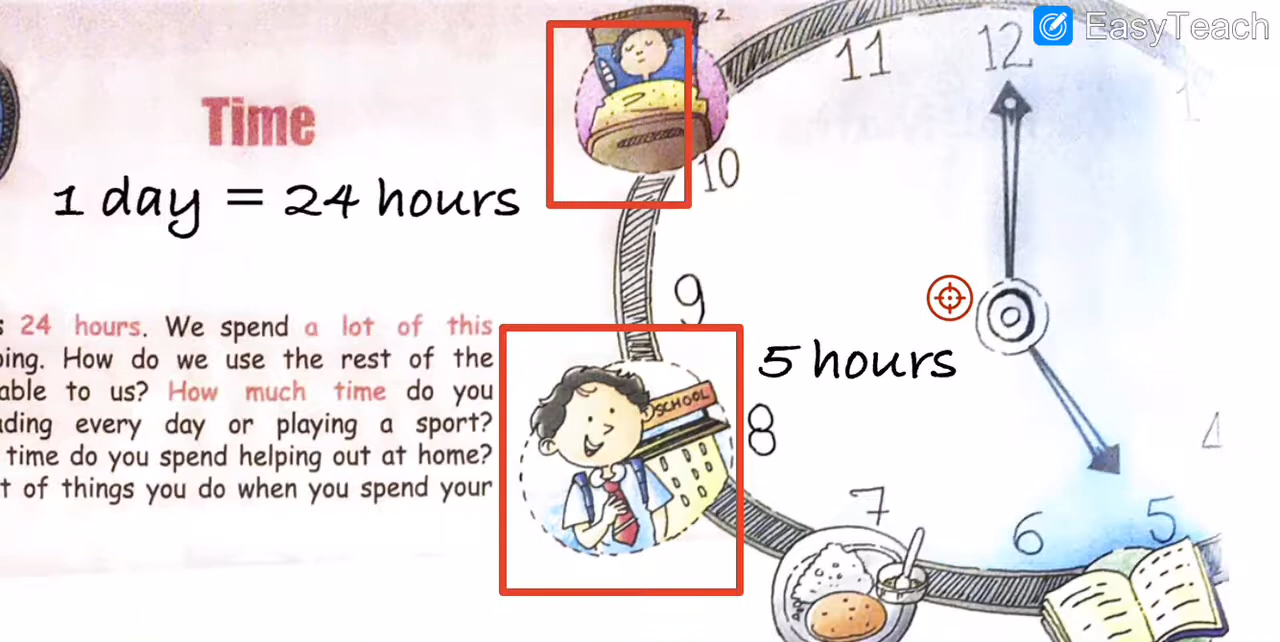 EasyTeach
z z
Time
1 day = 24 hours
24 hours. We spend a lot of this
ing. How do we use the rest of the
able to us? How much time do you
ding every day or playing a sport?
time do you spend helping out at home?
t of things you do when you spend your
11
12
1
10
9
5 hours
SCHOOL
8
4
7
6
5